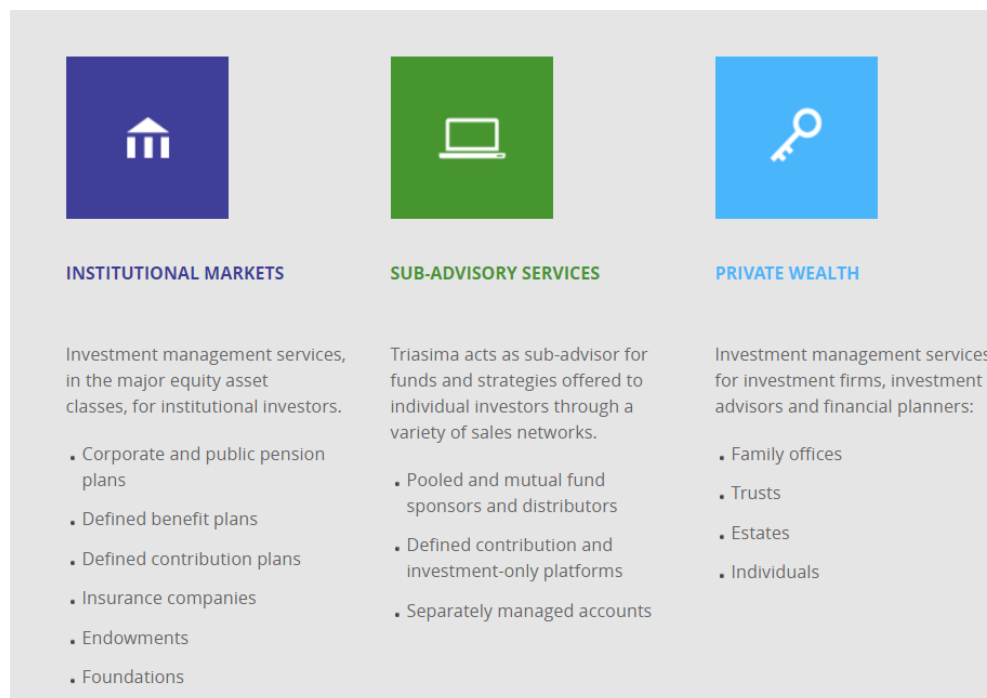 INSTITUTIONAL MARKETS
Investment management services,
in the major equity asset
classes, for institutional investors.
Corporate and public pension
plans
Defined benefit plans
Defined contribution plans
Insurance companies
Endowments
Foundations
SUB-ADVISORY SERVICES
Triasima acts as sub-advisor for
funds and strategies offered to
individual investors through a
variety of sales networks.
Pooled and mutual fund
sponsors and distributors
Defined contribution and
investment-only platforms
Separately managed accounts
PRIVATE WEALTH
Investment management services
for investment firms, investment
advisors and financial planners:
Family offices
Trusts
Estates
Individuals